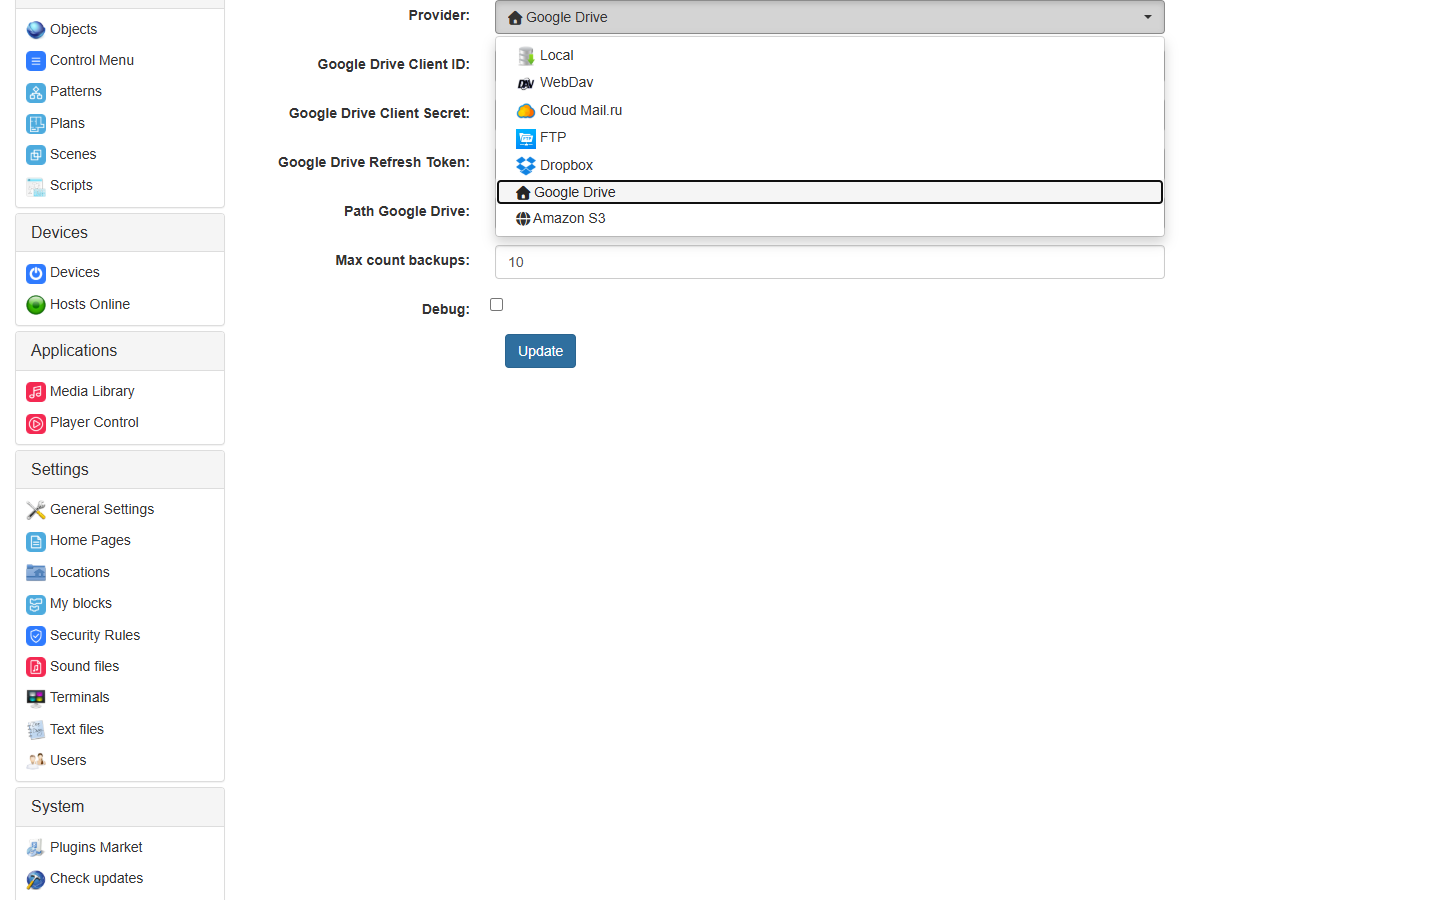 Objects
Control Menu
Patterns
Plans
Scenes
Scripts
Devices
Devices
Hosts Online
Applications
Media Library
Player Control
Settings
General Settings
Home Pages
Locations
My blocks
Security Rules
Sound files
Terminals
Text files
Users
System
Plugins Market
Check updates
Provider:
Google Drive
Local
WebDav
Cloud Mail.ru
FTP
Dropbox
Google Drive
Amazon S3
Google Drive Client ID:
Google Drive Client Secret:
Google Drive Refresh Token:
Path Google Drive:
Max count backups:
10
Debug:
Update